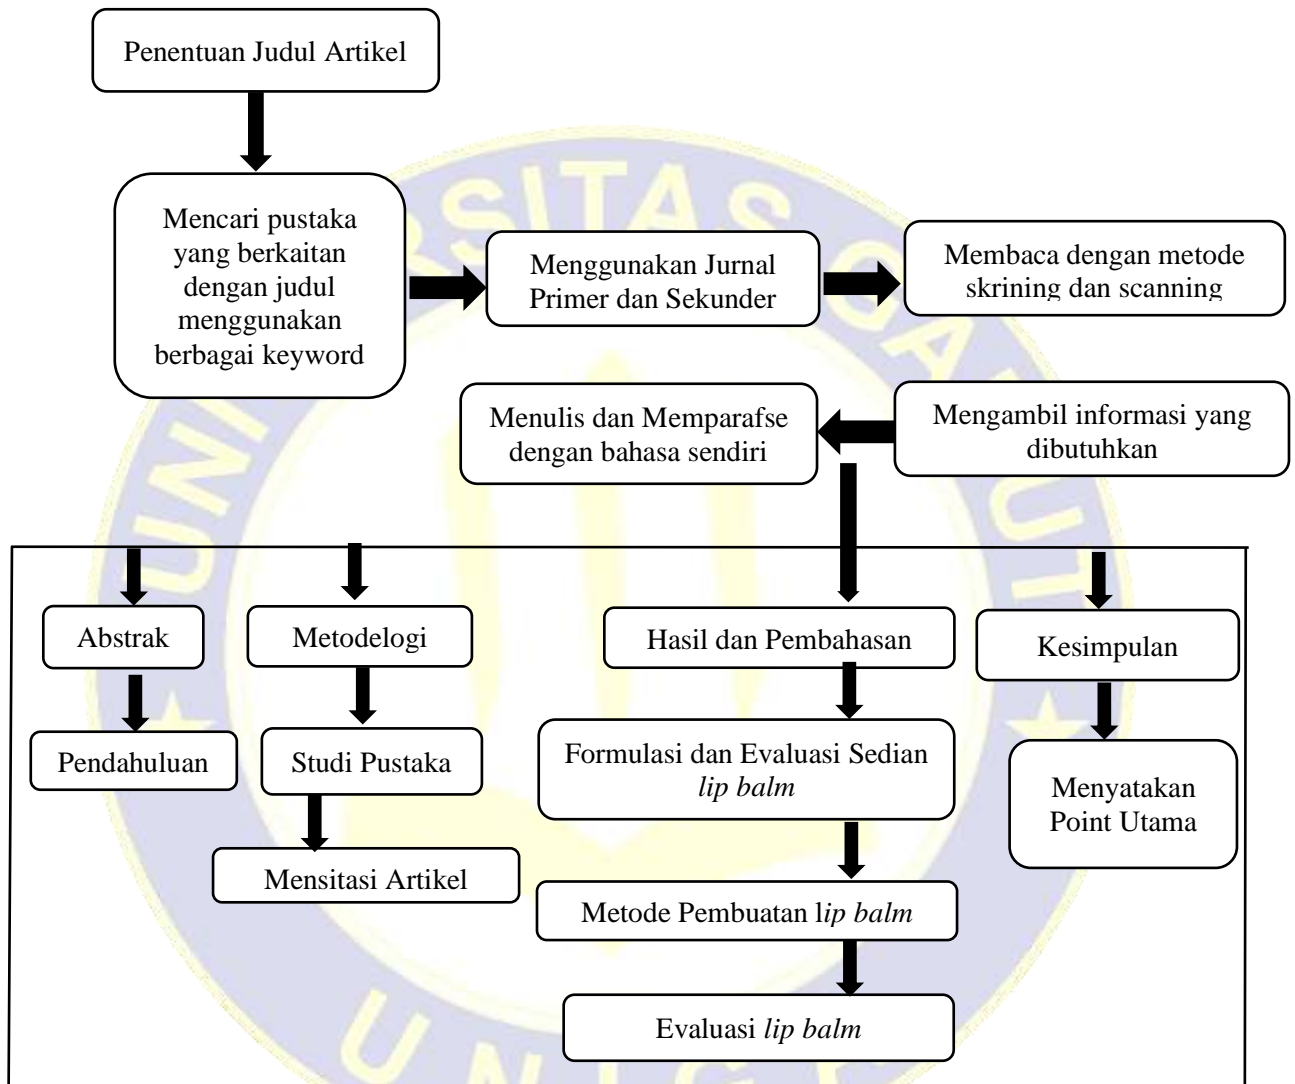 Penentuan Judul Artikel
Mencari pustaka
yang berkaitan
dengan judul
menggunakan
berbagai keyword
Menggunakan Jurnal
Primer dan Sekunder
Membaca dengan metode
skrining dan scanning
Mengambil informasi yang
dibutuhkan
Menulis dan Memparafse
dengan bahasa sendiri
Abstrak
Pendahuluan
Metodelogi
Studi Pustaka
Mensitasi Artikel
Hasil dan Pembahasan
Formulasi dan Evaluasi Sedian
lip balm
Metode Pembuatan lip balm
Evaluasi lip balm
Kesimpulan
Menyatakan
Point Utama